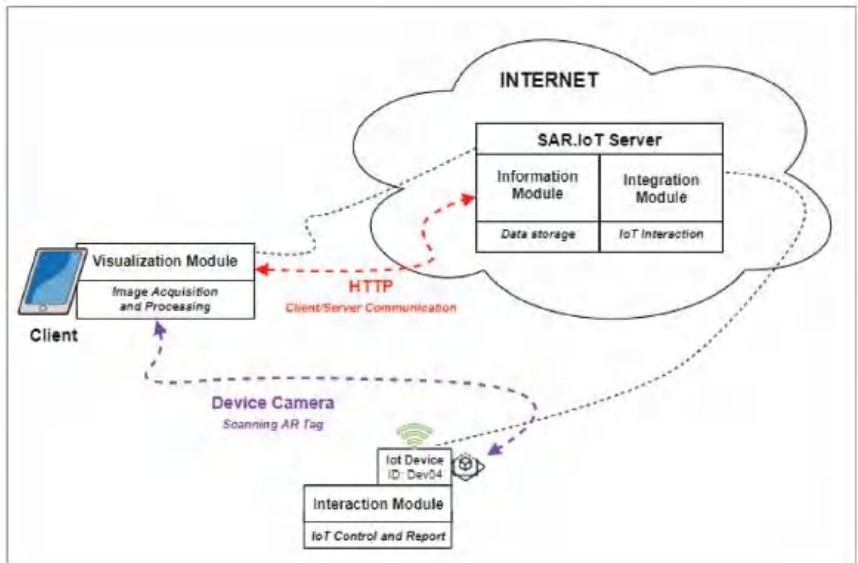 INTERNET
SAR.IoT Server
Information
Module
Data storage
Integration
Module
IoT Interaction
Visualization Module
Image Acquisition
and Processing
Client
HTTP
Client/Server Communication
Device Camera
Scanning AR Tag
Iot Device
ID: Dev04
Interaction Module
IoT Control and Report